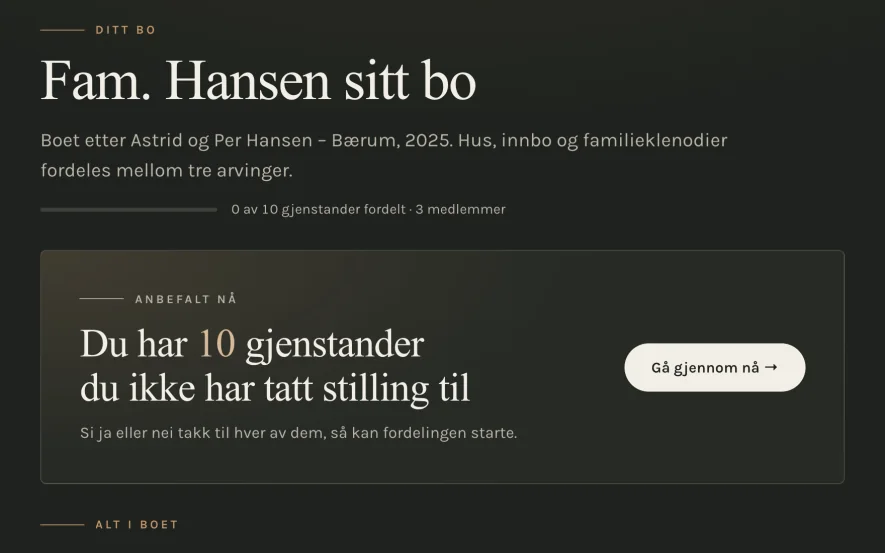 DITT BO
Fam. Hansen sitt bo
Boet etter Astrid og Per Hansen – Bærum, 2025. Hus, innbo og familieklenodier
fordeles mellom tre arvinger.
0 av 10 gjenstander fordelt · 3 medlemmer
ANBEFALT NÅ
Du har 10 gjenstander
du ikke har tatt stilling til
Gå gjennom nå →
Si ja eller nei takk til hver av dem, så kan fordelingen starte.
ALT I BOET